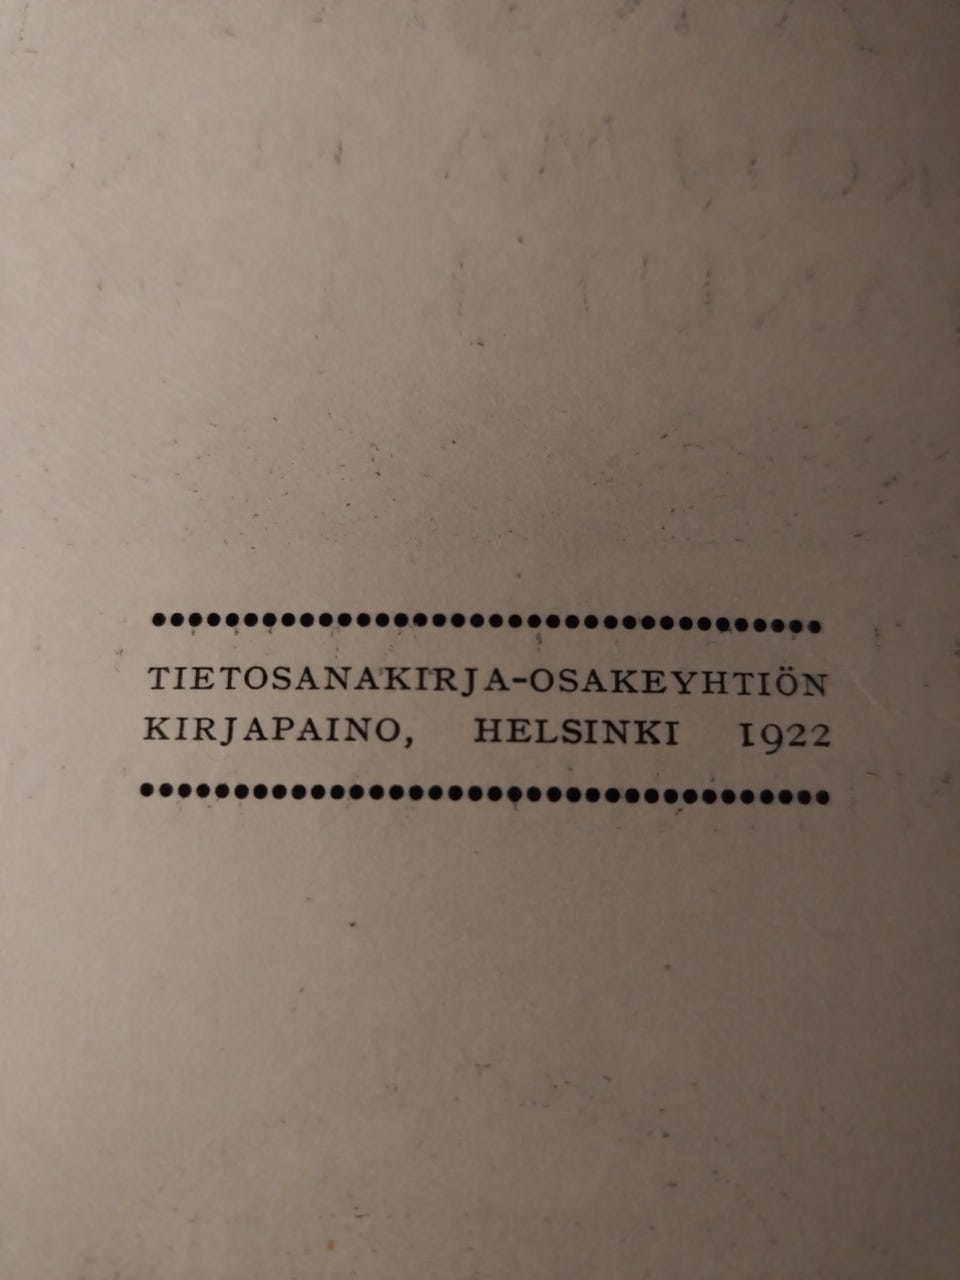 TIETOSANAKIRJA-OSAKEYHTIÖN
KIRJAPAINO, HELSINKI 1922